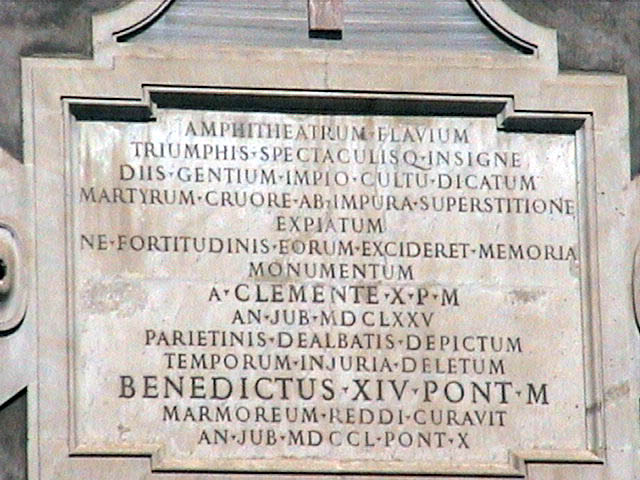 AMPHITHEATRUM·FLAVIUM
TRIUMPHIS·SPECTACULISQ·INSIGNE
DIIS·GENTIUM·IMPIO·CULTU·DICATUM
MARTYRUM·CRUORE·AB·IMPURA·SUPERSTITIONE
EXPIATUM
NE·FORTITUDINIS·EORUM·EXCIDERET·MEMORIA
MONUMENTUM
A·CLEMENTE·X·P·M
AN·JUB·MDCLXXV
PARIETINIS·DEALBATIS·DEPICTUM
TEMPORUM·INJURIA·DELETUM
BENEDICTUS·XIV·PONT·M
MARMOREUM·REDDI·CURAVIT
AN·JUB·MDCCL·PONT·X